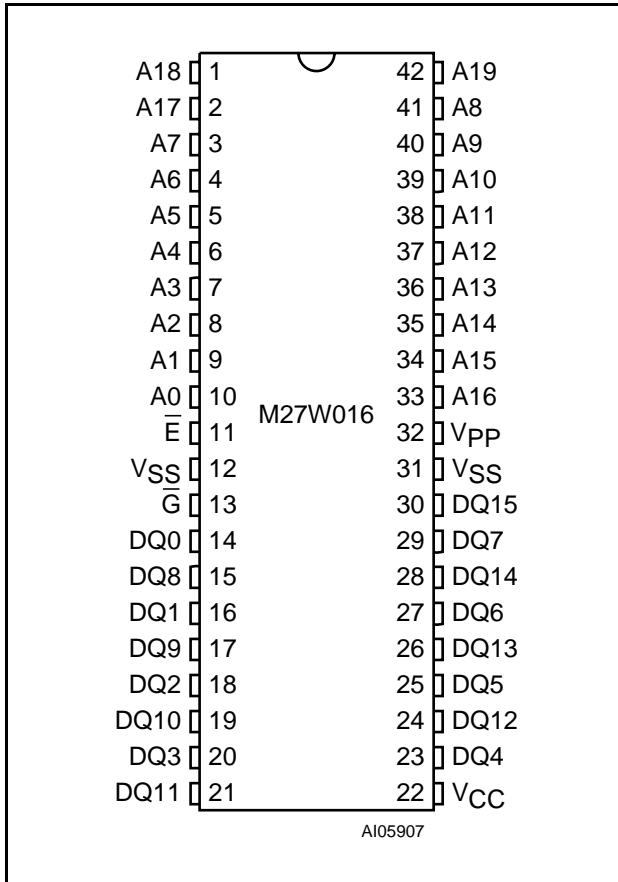 A18 1 42 A19
A17 2 41 A8
A7 3 40 A9
A6 4 39 A10
A5 5 38 A11
A4 6 37 A12
A3 7 36 A13
A2 8 35 A14
A1 9 34 A15
A0 10 33 A16
M27W016
E̅ 11 32 VPP
VSS 12 31 VSS
G̅ 13 30 DQ15
DQ0 14 29 DQ7
DQ8 15 28 DQ14
DQ1 16 27 DQ6
DQ9 17 26 DQ13
DQ2 18 25 DQ5
DQ10 19 24 DQ12
DQ3 20 23 DQ4
DQ11 21 22 VCC
AI05907